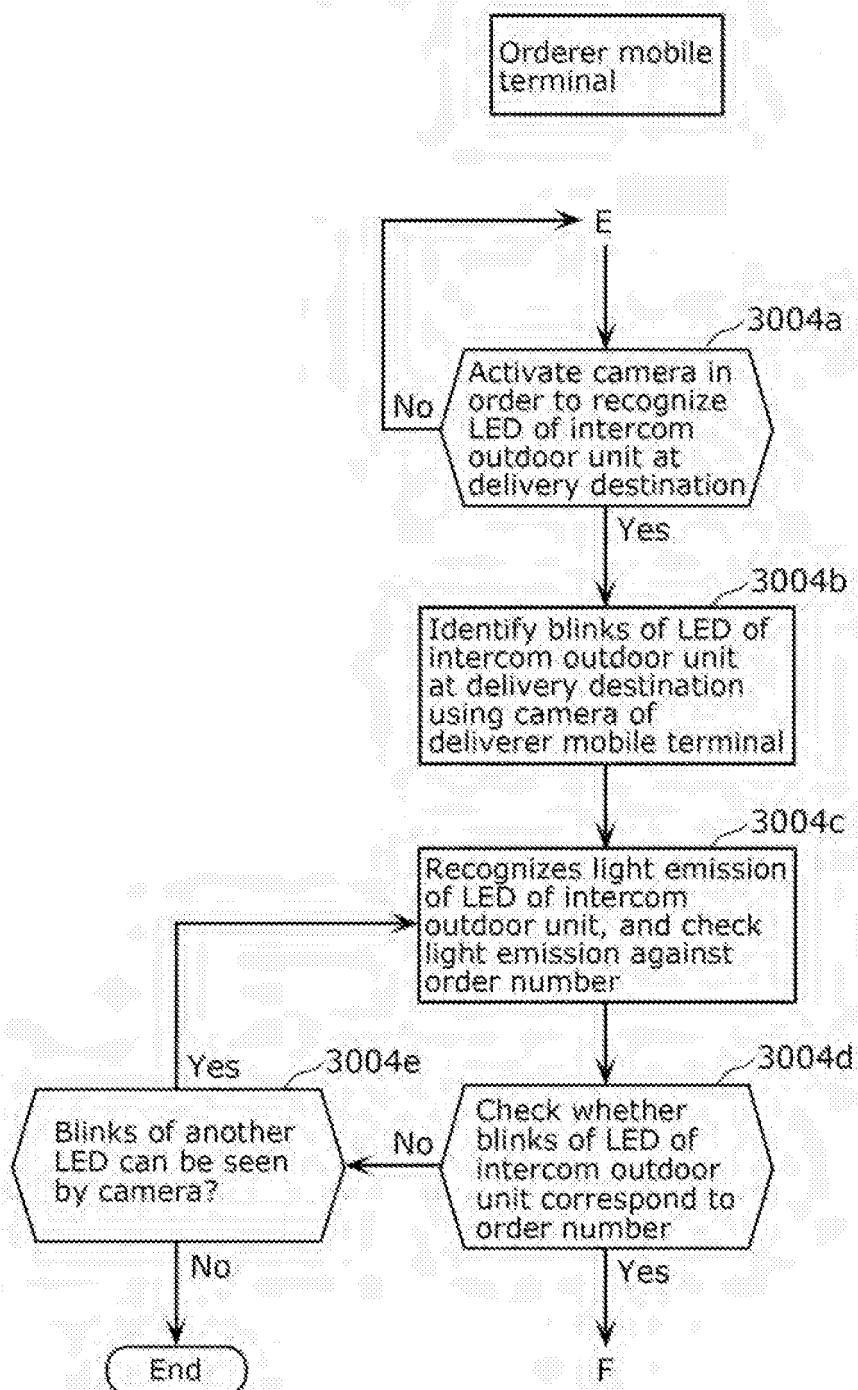 Orderer mobile
terminal
E
3004a
Activate camera in
order to recognize
LED of intercom
outdoor unit at
delivery destination
No
Yes
3004b
Identify blinks of LED of
intercom outdoor unit
at delivery destination
using camera of
deliverer mobile terminal
3004c
Recognizes light emission
of LED of intercom
outdoor unit, and check
light emission against
order number
3004d
Check whether
blinks of LED of
intercom outdoor
unit correspond to
order number
No
Yes
F
3004e
Blinks of another
LED can be seen
by camera?
Yes
No
End